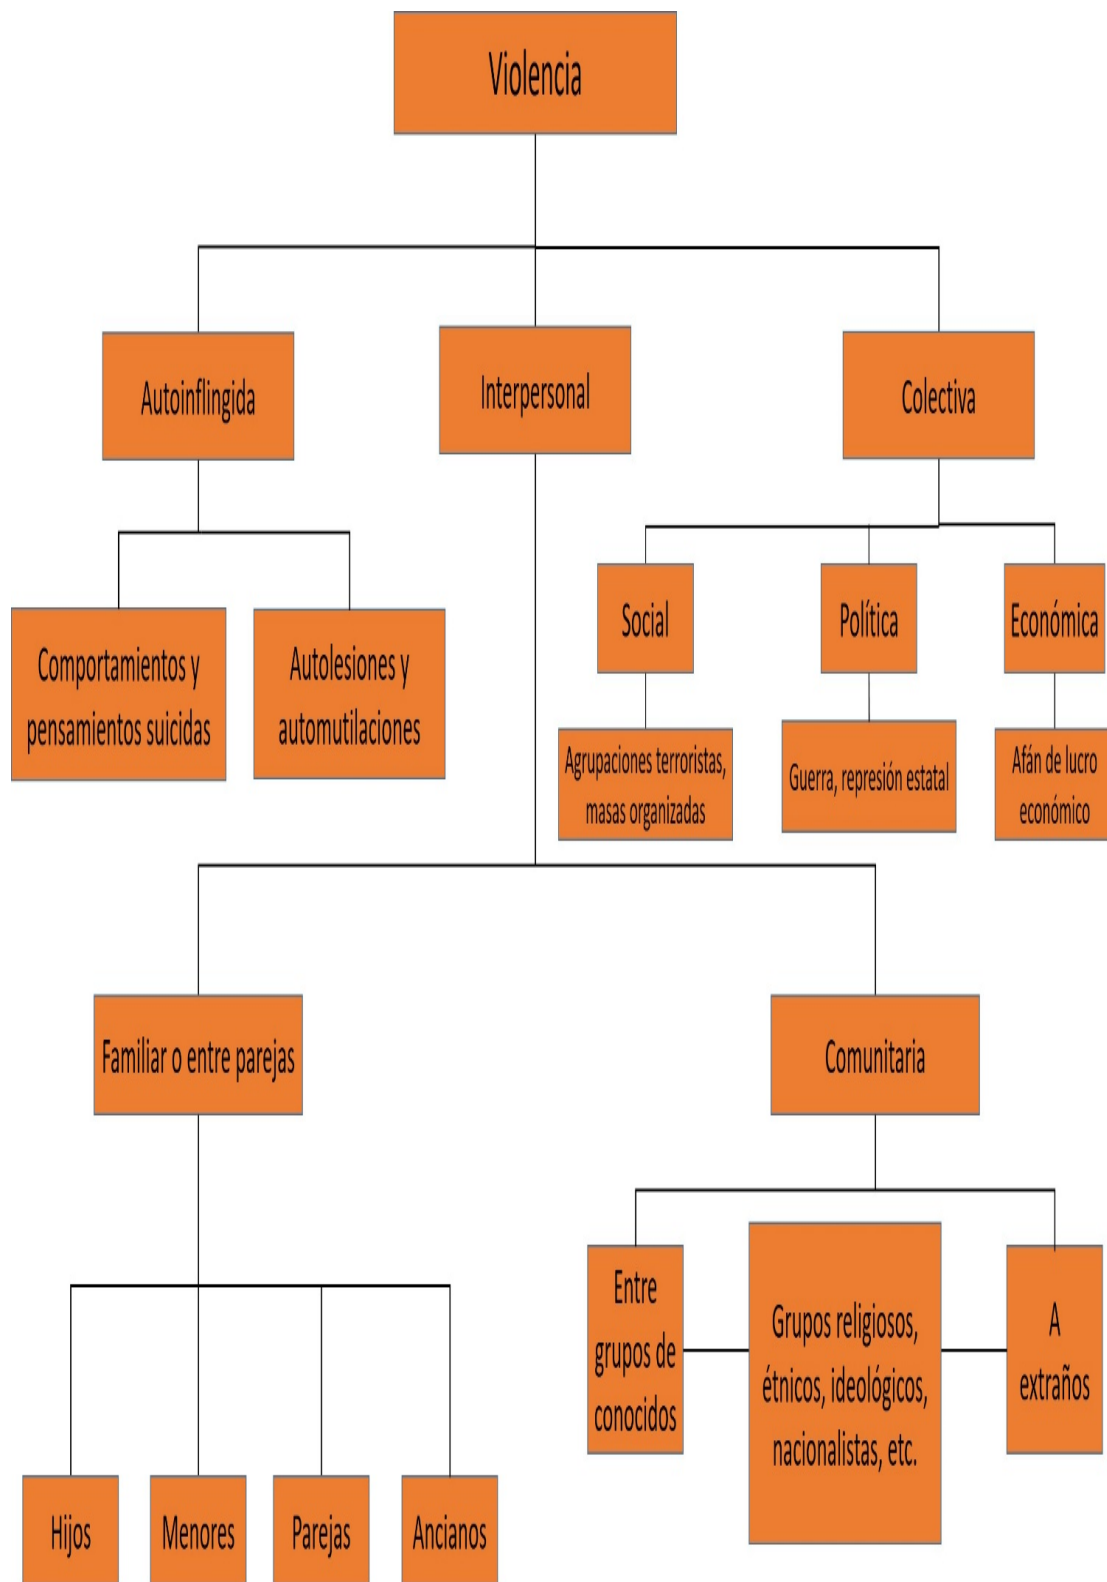 Violencia
Autoinflingida
Interpersonal
Colectiva
Social
Política
Económica
Comportamientos y
pensamientos suicidas
Autolesiones y
automutilaciones
Agrupaciones terroristas,
masas organizadas
Guerra, represión estatal
Afán de lucro
económico
Familiar o entre parejas
Comunitaria
Entre
grupos de
conocidos
Grupos religiosos,
étnicos, ideológicos,
nacionalistas, etc.
A
extraños
Hijos
Menores
Parejas
Ancianos